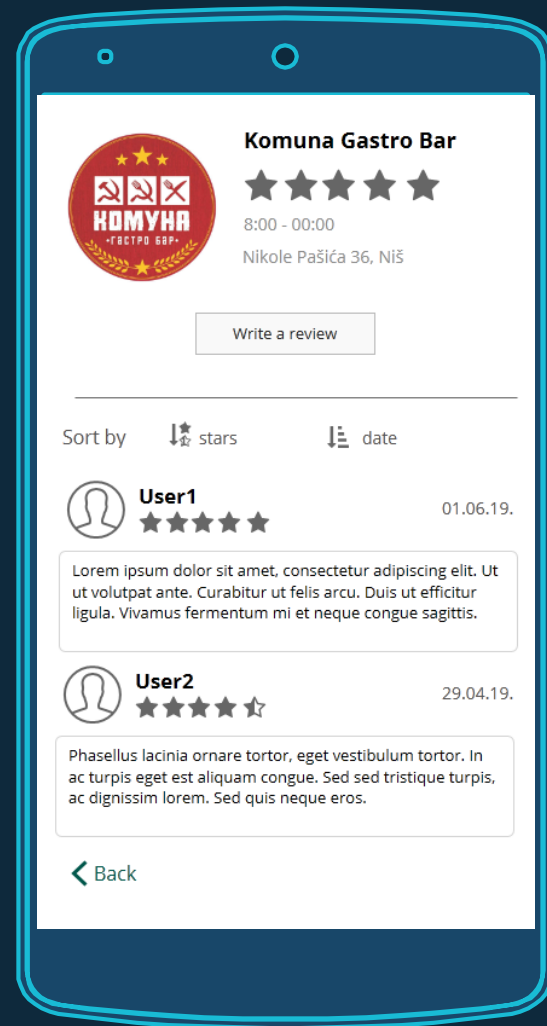 КОМУНА
•ГАСТРО БАР•
Komuna Gastro Bar
8:00 - 00:00
Nikole Pašića 36, Niš
Write a review
Sort by stars date
User1
01.06.19.
Lorem ipsum dolor sit amet, consectetur adipiscing elit. Ut
ut volutpat ante. Curabitur ut felis arcu. Duis ut efficitur
ligula. Vivamus fermentum mi et neque congue sagittis.
User2
29.04.19.
Phasellus lacinia ornare tortor, eget vestibulum tortor. In
ac turpis eget est aliquam congue. Sed sed tristique turpis,
ac dignissim lorem. Sed quis neque eros.
Back